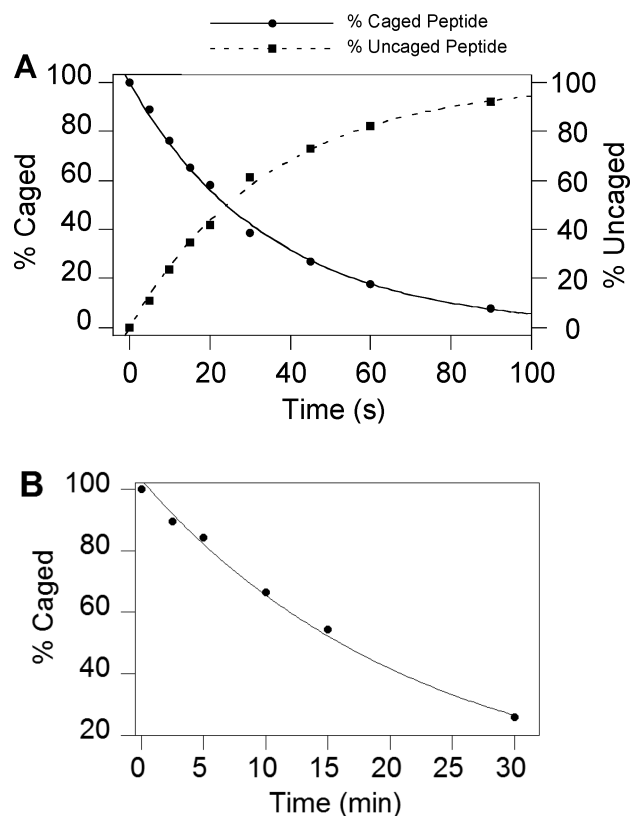 % Caged Peptide
% Uncaged Peptide
A
100
80
60
40
20
0
% Caged
100
80
60
40
20
0
% Uncaged
0 20 40 60 80 100
Time (s)
B
100
80
60
40
20
% Caged
0 5 10 15 20 25 30
Time (min)